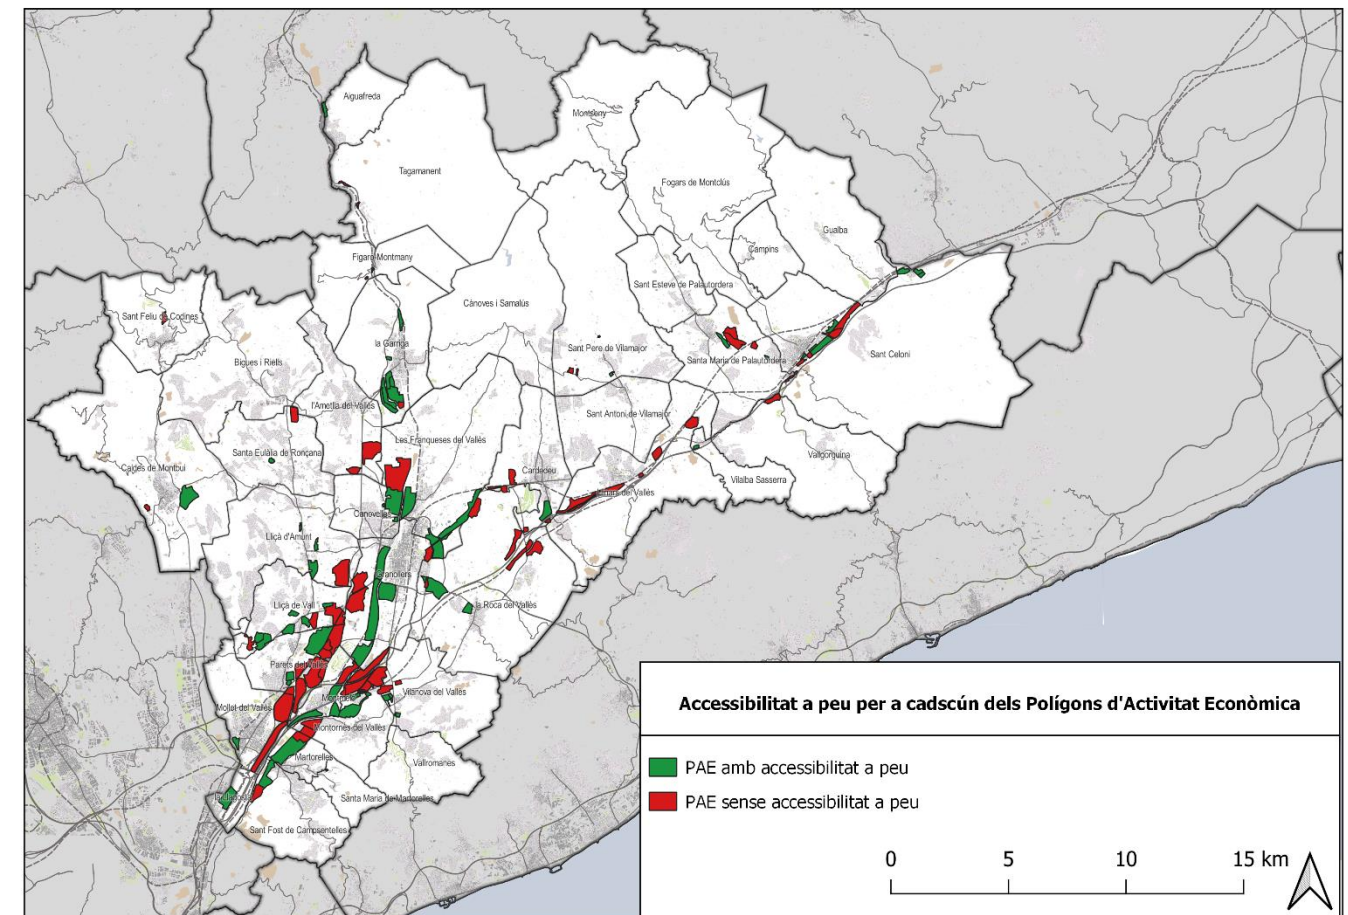 Aiguafreda
Montseny
Tagamanent
Fogars de Montclús
Gualba
Campins
Figaró-Montmany
Sant Esteve de Palautordera
Cànoves i Samalús
Sant Feliu de Codines
la Garriga
Sant Pere de Vilamajor
Sant Celoni
Bigues i Riells
Santa Maria de Palautordera
l'Ametlla del Vallès
Sant Antoni de Vilamajor
Les Franqueses del Vallès
Santa Eulàlia de Ronçana
Vallgorguina
Caldes de Montbui
Cardedeu
Vilalba Sasserra
del Vallès
Canovelles
Lliçà d'Amunt
Granollers
Lliçà de Vall
la Roca del Vallès
Parets del Vallès
Vilanova del Vallès
Mollet del Vallès
Montornès del Vallès
Martorelles
Vallromanes
Santa Maria de Martorelles
Sant Fost de Campsentelles
Accessibilitat a peu per a cadscún dels Polígons d'Activitat Econòmica
PAE amb accessibilitat a peu
PAE sense accessibilitat a peu
0 5 10 15 km